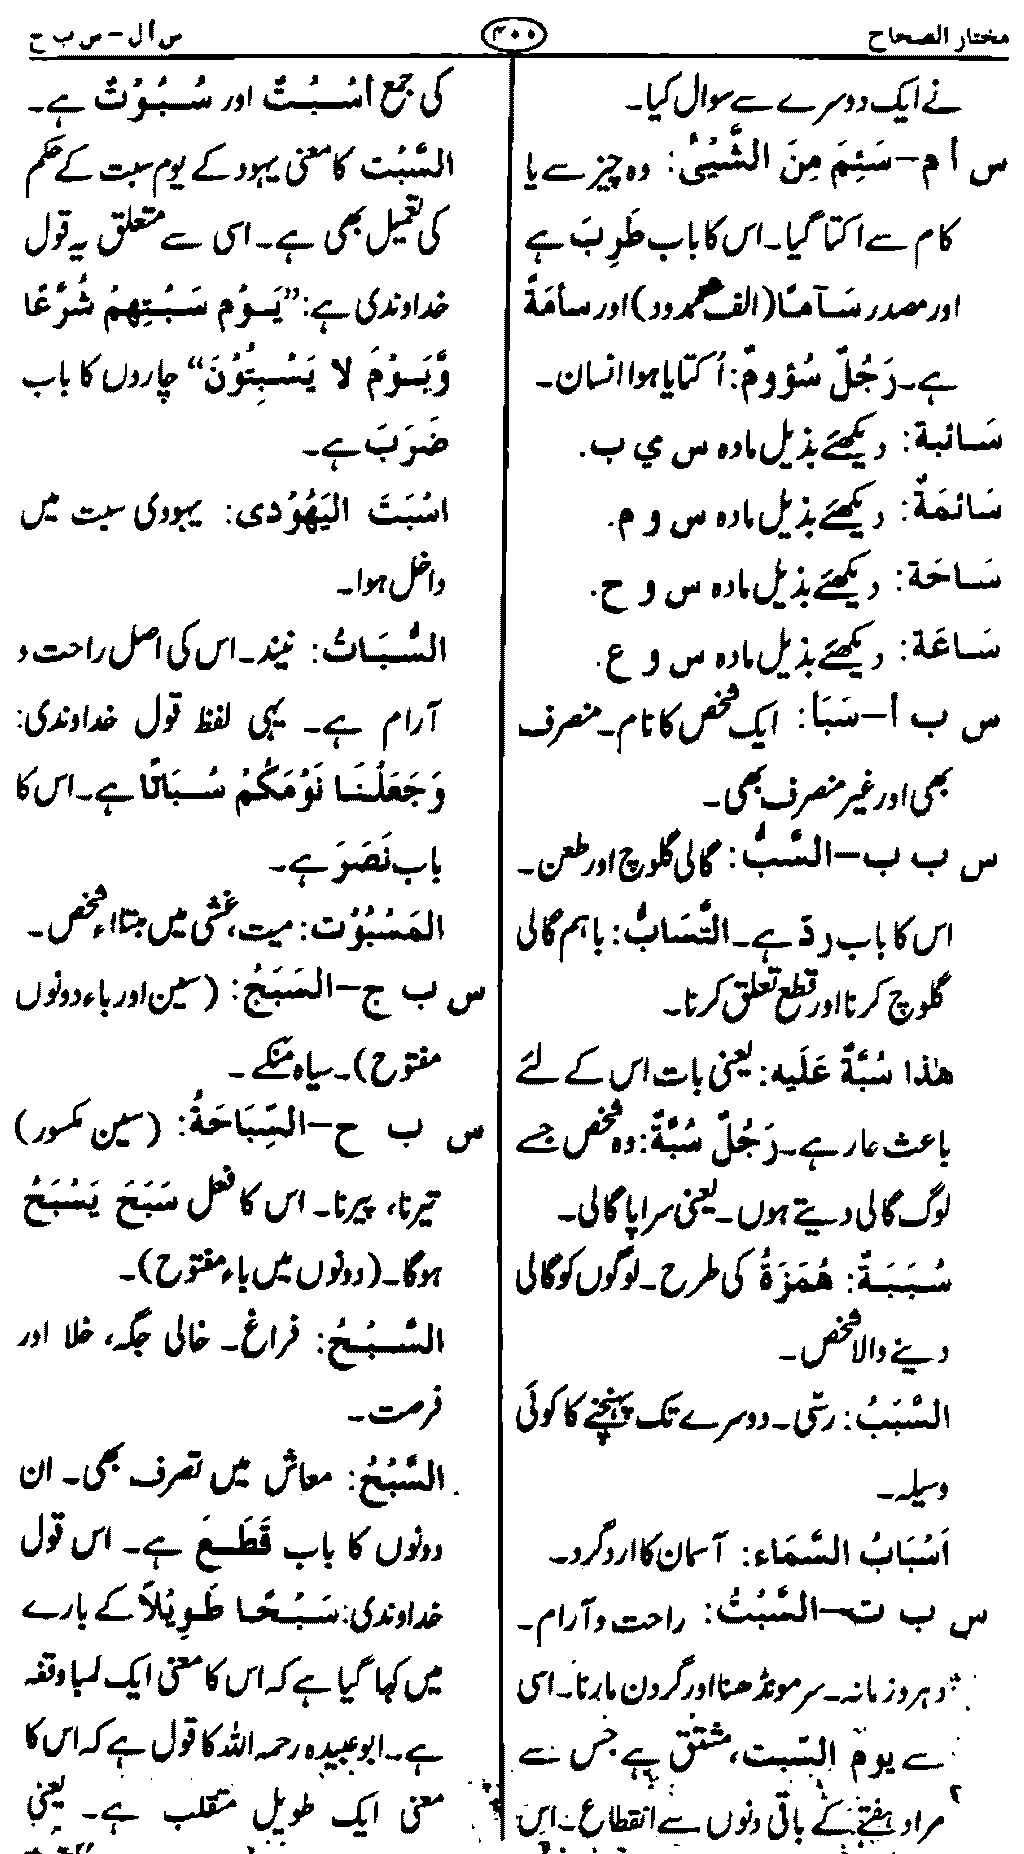 مختار الصحاح
۴۰۰
س أ ل – س ب ح
نے ایک دوسرے سے سوال کیا۔
س أ م – سَئِمَ مِنَ الشَّيْئُ: وہ چیز سے یا
کام سے اکتا گیا۔ اس کا باب طَرِبَ ہے
اور مصدر سَآمًا (الف ممدود) اور سأمَةً
ہے۔ رَجُلٌ سُؤومٌ: اُکتایا ہوا انسان۔
سَائبة: دیکھئے بذیل مادہ س ي ب.
سَائمَةٌ: دیکھئے بذیل مادہ س و م.
سَاحَة: دیکھئے بذیل مادہ س و ح.
سَاعَة: دیکھئے بذیل مادہ س و ع.
س ب أ – سَبَأ: ایک شخص کا نام۔ منصرف
بھی اور غیر منصرف بھی۔
س ب ب – السَّبُّ: گالی گلوچ اور طعن۔
اس کا باب ردّ ہے۔ التَّسَابُّ: باہم گالی
گلوچ کرنا اور قطع تعلق کرنا۔
هٰذا سُبَّةٌ عَلَيه: یعنی بات اس کے لئے
باعث عار ہے۔ رَجُلٌ سُبَّةٌ: وہ شخص جسے
لوگ گالی دیتے ہوں۔ یعنی سراپا گالی۔
سُبَبَةٌ: هُمَزَةُ کی طرح۔ لوگوں کو گالی
دینے والا شخص۔
السَّبَبُ: رسّی۔ دوسرے تک پہنچنے کا کوئی
وسیلہ۔
أسْبَابُ السَّمَاء: آسمان کا ارد گرد۔
س ب ت – السَّبْتُ: راحت و آرام۔
دہر و زمانہ۔ سر مونڈھنا اور گردن مارنا۔ اسی
سے يومُ السّبت، مشتق ہے جس سے
مراد ہفتے کے باقی دنوں سے انقطاع۔ اس
کی جمع أسْبُتٌ اور سُبُوْتٌ ہے۔
السَّبْت کا معنی یہود کے یوم سبت کے حکم
کی تعمیل بھی ہے۔ اسی سے متعلق یہ قول
خداوندی ہے: ”يَوْم سَبْتِهِمْ شُرَّعًا
وَّيَوْمَ لا يَسْبِتُوْنَ“ چاروں کا باب
ضَرَبَ ہے۔
اسْبَتَ اليَهُوْدى: یہودی سبت میں
داخل ہوا۔
السُّبَاتُ: نیند۔ اس کی اصل راحت و
آرام ہے۔ یہی لفظ قول خداوندی:
وَجَعَلْنَا نَوْمَكُمْ سُبَاتًا ہے۔ اس کا
باب نَصَرَ ہے۔
المَسْبُوْت: میت، غشی میں مبتلاء شخص۔
س ب ج – السَبَجُ: (سین اور باء دونوں
مفتوح)۔ سیاہ منکے۔
س ب ح – السِّبَاحَةُ: (سین مکسور)
تیرنا، پیرنا۔ اس کا فعل سَبَحَ يَسْبَحُ
ہوگا۔ (دونوں میں باء مفتوح)۔
السَّبْحُ: فراغ۔ خالی جگہ، خلا اور
فرصت۔
السَّبْحُ: معاش میں تصرف بھی۔ ان
دونوں کا باب قَطَعَ ہے۔ اس قول
خداوندی: سَبْحًا طَوِيْلاً کے بارے
میں کہا گیا ہے کہ اس کا معنی ایک لمبا وقفہ
ہے۔ ابو عبیدہ رحمہ اللہ کا قول ہے کہ اس کا
معنی ایک طویل متقلب ہے۔ یعنی